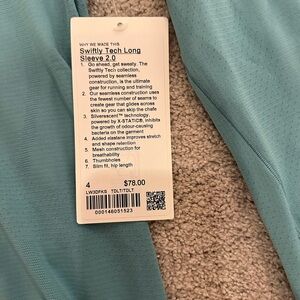 WHY WE MADE THIS
Swiftly Tech Long
Sleeve 2.0
1. Go ahead, get sweaty. The
Swiftly Tech collection,
powered by seamless
construction, is the ultimate
gear for running and training
2. Our seamless construction uses
the fewest number of seams to
create gear that glides across
skin so you can skip the chafe
3. Silverescent™ technology,
powered by X-STATIC®, inhibits
the growth of odour-causing
bacteria on the garment
4. Added elastane improves stretch
and shape retention
5. Mesh construction for
breathability
6. Thumbholes
7. Slim fit, hip length
4 $78.00
LW3DFKS TDLT/TDLT
000146051523